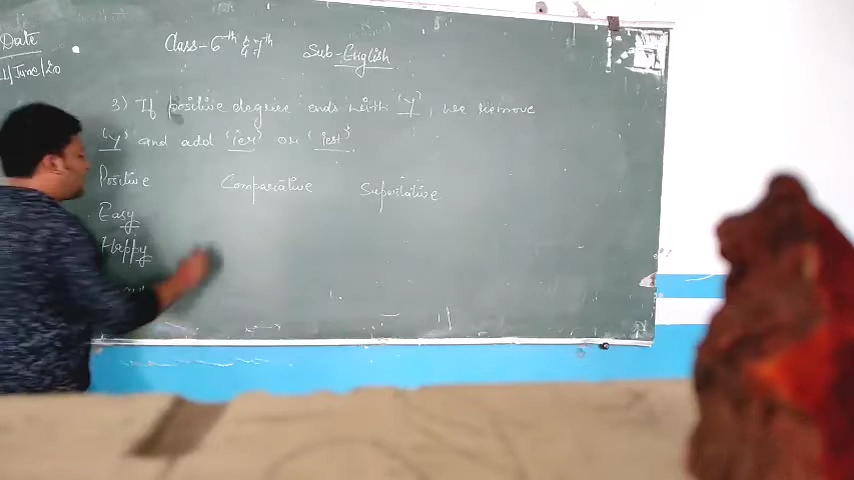 Date
Class-6th & 7th Sub-English
/June/20
3) If positive degree ends with 'y', we remove
'y' and add 'ier' or 'iest'.
Positive Comparative Superlative
Easy
Happy